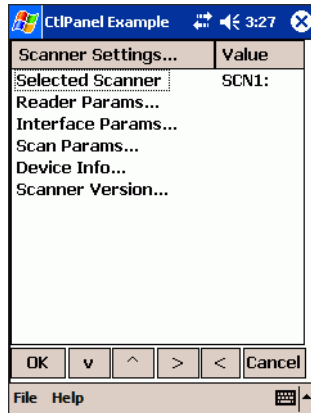 CtlPanel Example 3:27
Scanner Settings... Value
Selected Scanner SCN1:
Reader Params...
Interface Params...
Scan Params...
Device Info...
Scanner Version...
OK v ^ > < Cancel
File Help